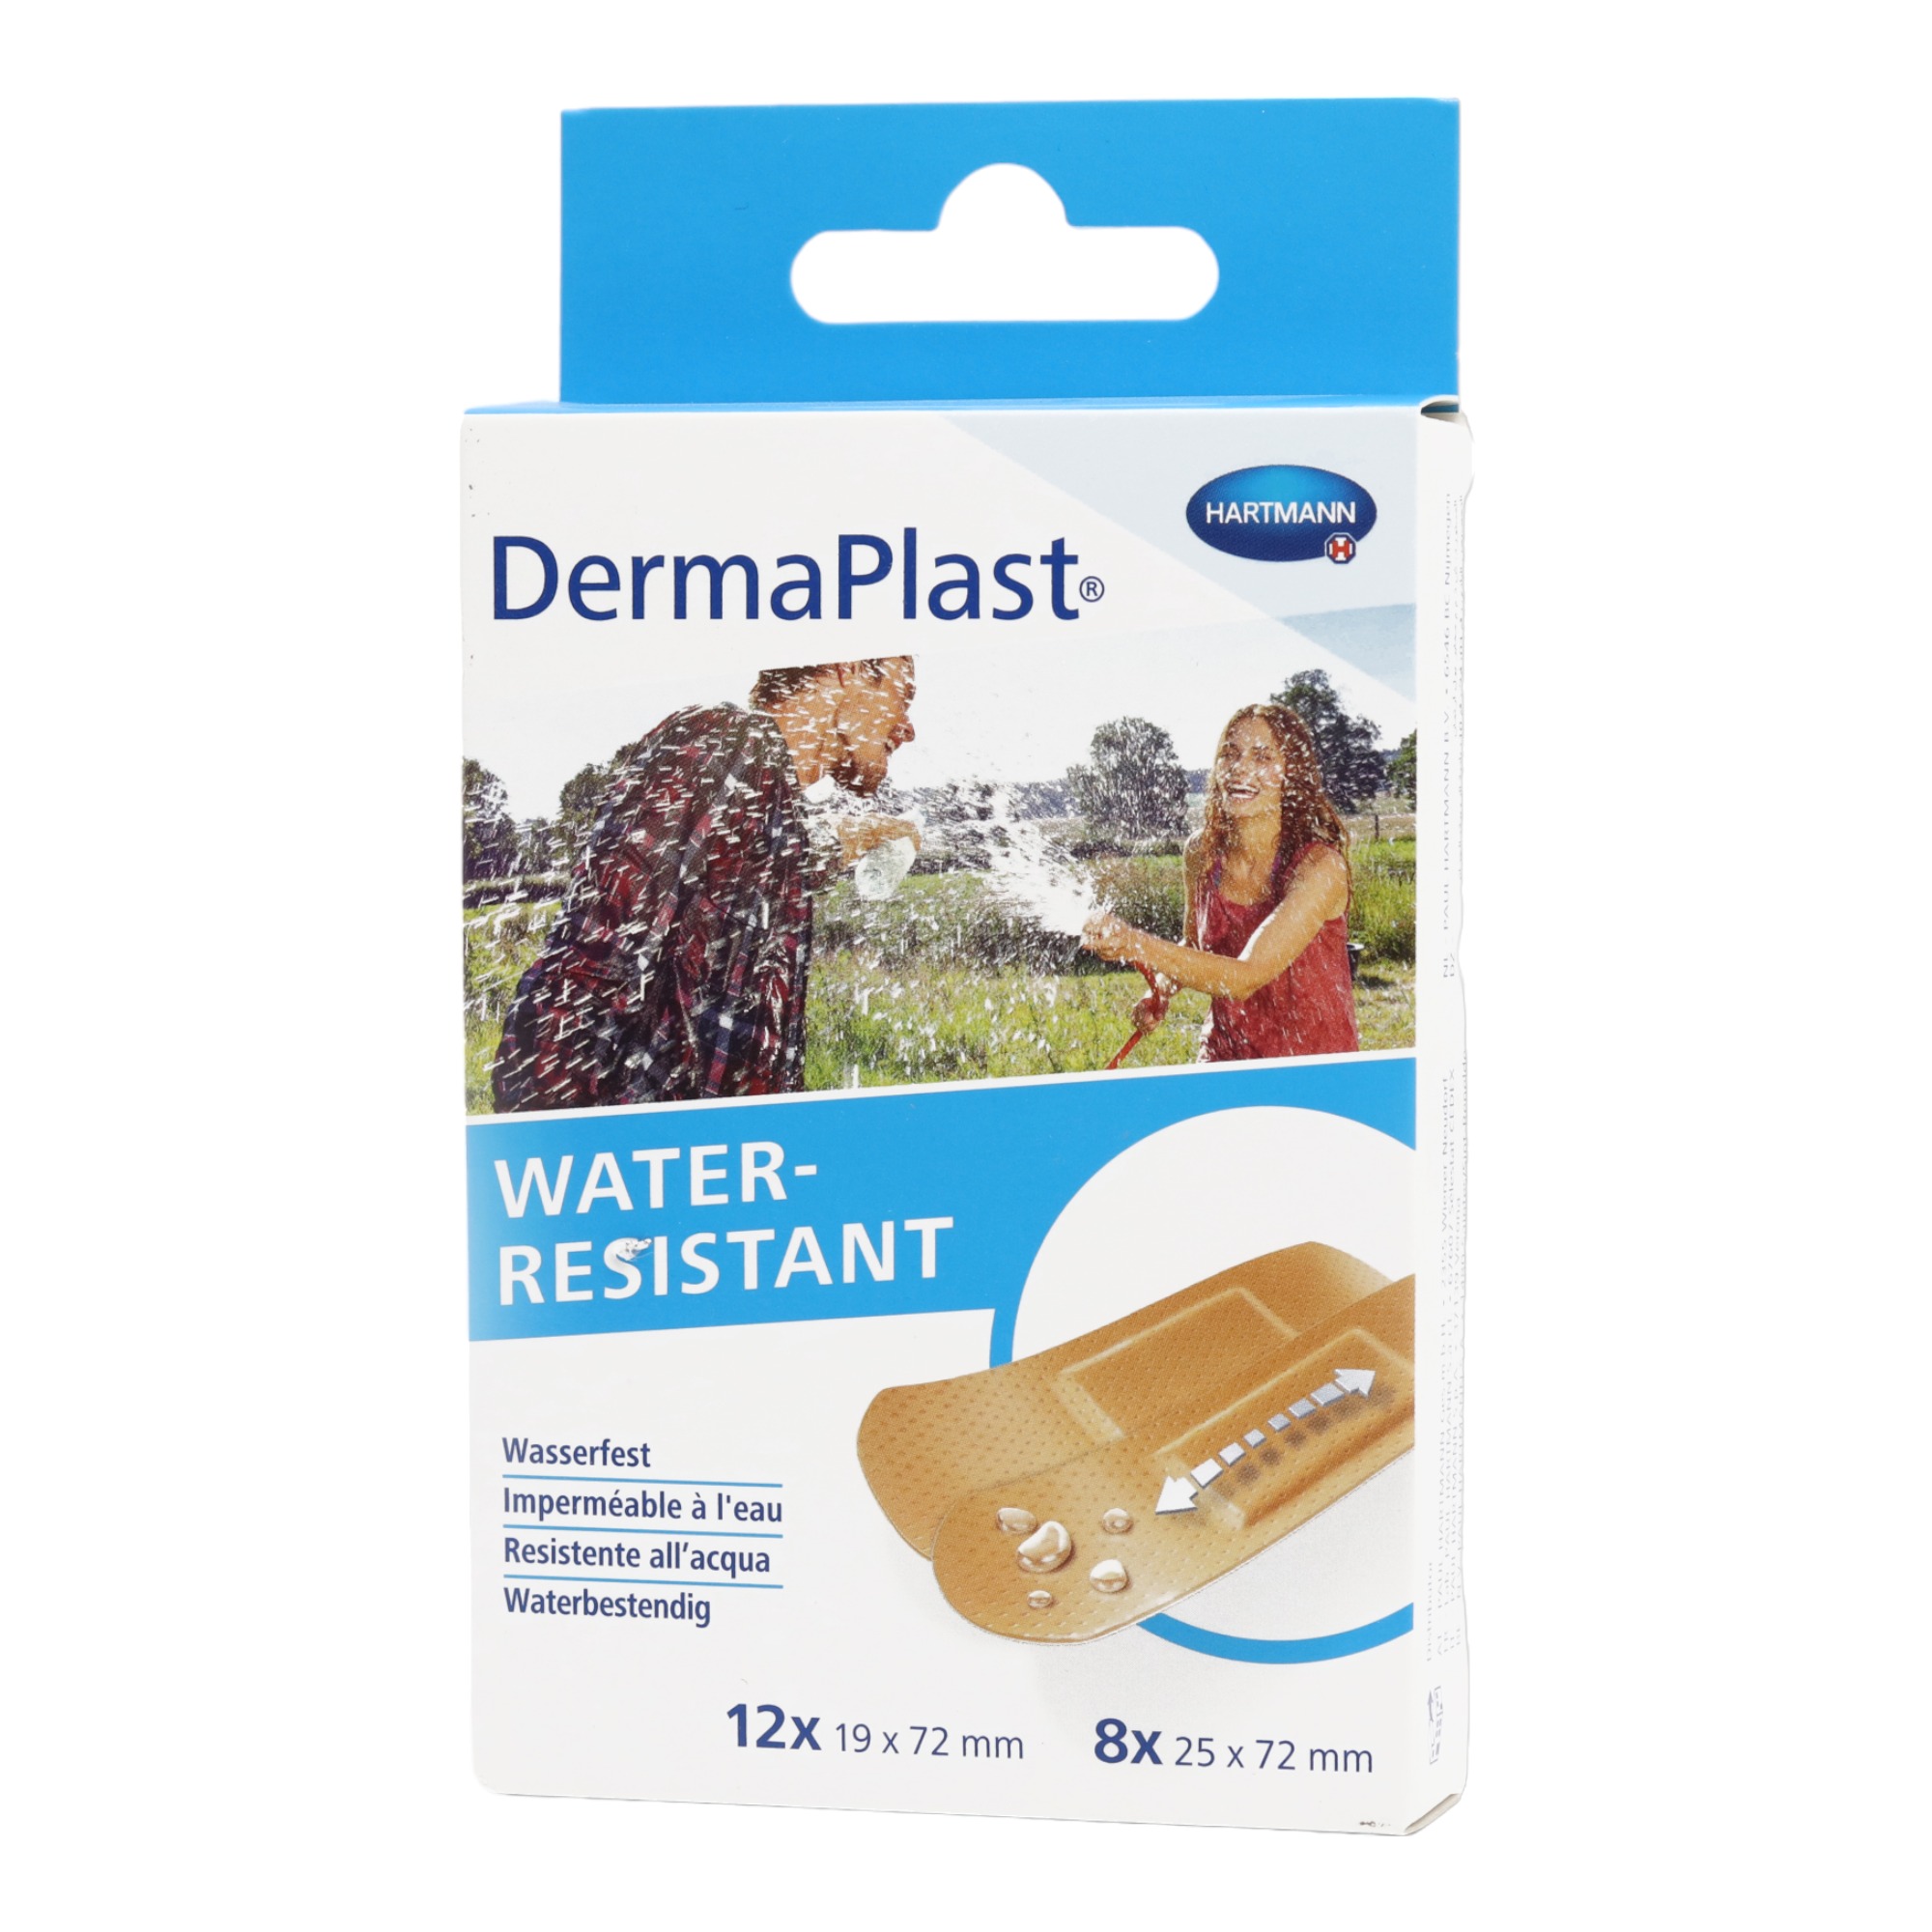 HARTMANN
DermaPlast®
WATER-
RESISTANT
Wasserfest
Imperméable à l'eau
Resistente all’acqua
Waterbestendig
12x 19 x 72 mm 8x 25 x 72 mm